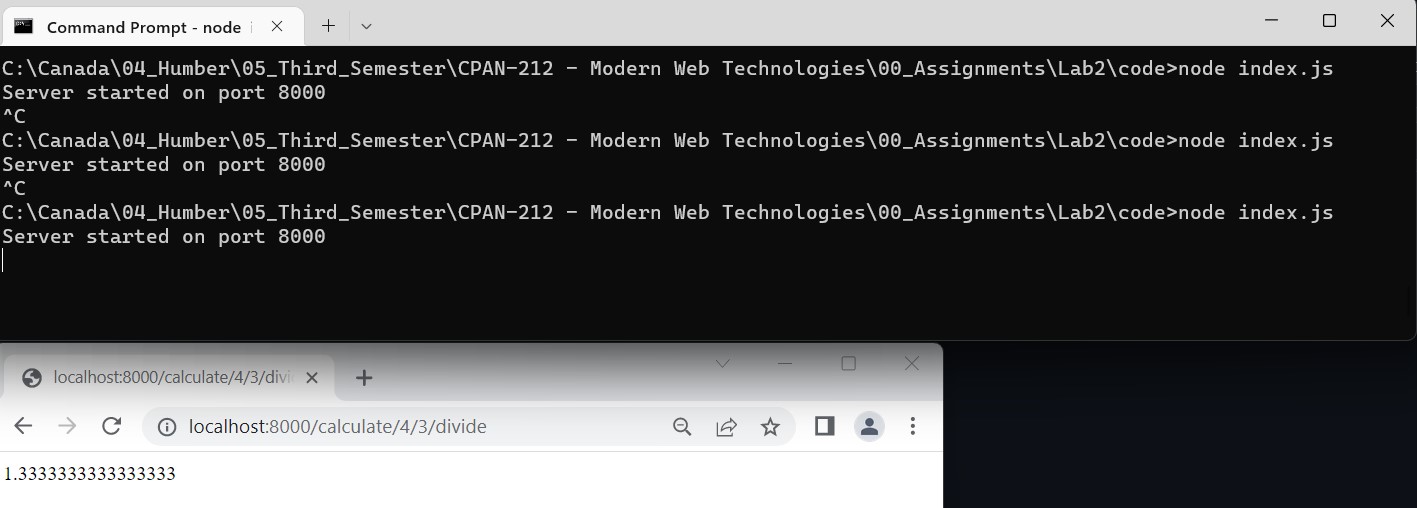 Command Prompt - node i
C:\Canada\04_Humber\05_Third_Semester\CPAN-212 - Modern Web Technologies\00_Assignments\Lab2\code>node index.js
Server started on port 8000
^C
C:\Canada\04_Humber\05_Third_Semester\CPAN-212 - Modern Web Technologies\00_Assignments\Lab2\code>node index.js
Server started on port 8000
^C
C:\Canada\04_Humber\05_Third_Semester\CPAN-212 - Modern Web Technologies\00_Assignments\Lab2\code>node index.js
Server started on port 8000
localhost:8000/calculate/4/3/divi
localhost:8000/calculate/4/3/divide
1.3333333333333333